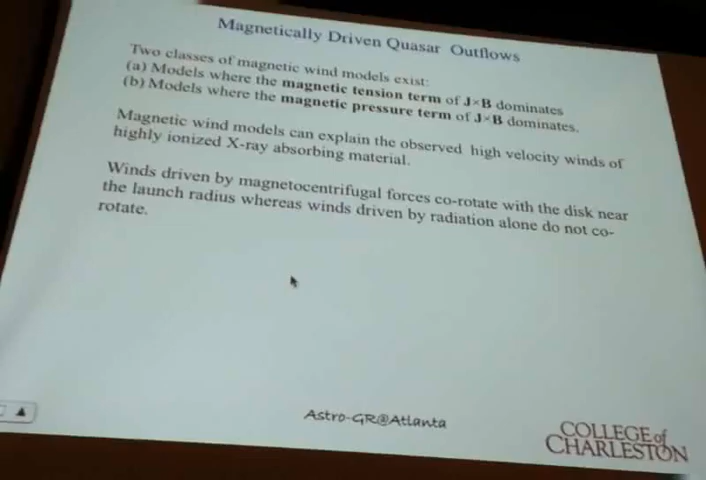 Magnetically Driven Quasar Outflows
Two classes of magnetic wind models exist:
(a) Models where the magnetic tension term of J×B dominates
(b) Models where the magnetic pressure term of J×B dominates.
Magnetic wind models can explain the observed high velocity winds of
highly ionized X-ray absorbing material.
Winds driven by magnetocentrifugal forces co-rotate with the disk near
the launch radius whereas winds driven by radiation alone do not co-
rotate.
Astro-GR@Atlanta
COLLEGE of
CHARLESTON